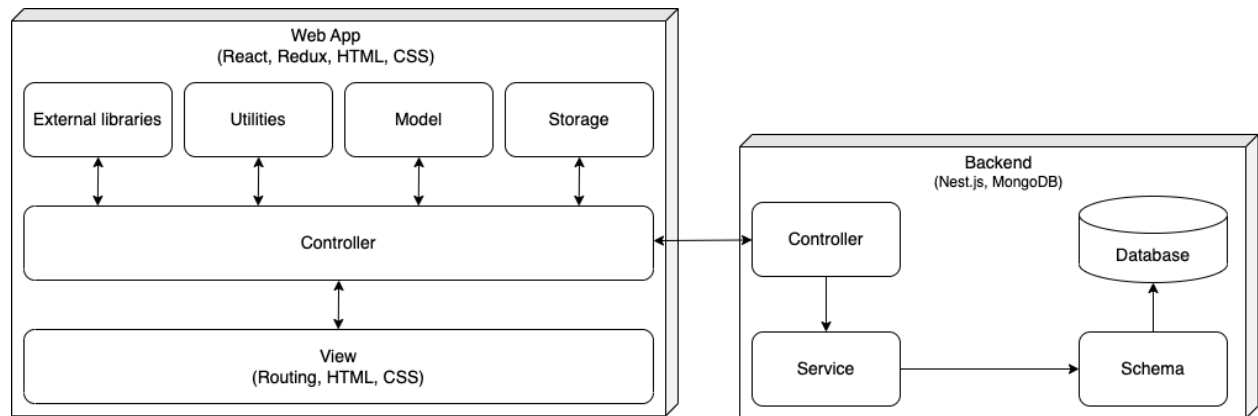 Web App
(React, Redux, HTML, CSS)
External libraries
Utilities
Model
Storage
Controller
View
(Routing, HTML, CSS)
Backend
(Nest.js, MongoDB)
Controller
Database
Service
Schema